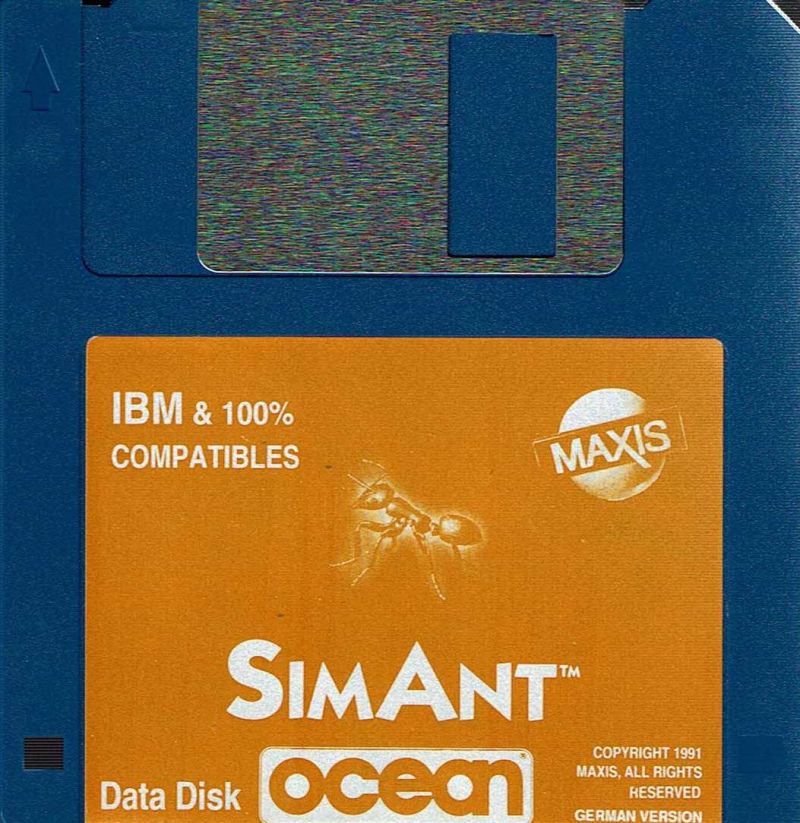 IBM & 100%
COMPATIBLES
MAXIS
SIMANT™
Data Disk
ocean®
COPYRIGHT 1991
MAXIS, ALL RIGHTS
RESERVED
GERMAN VERSION